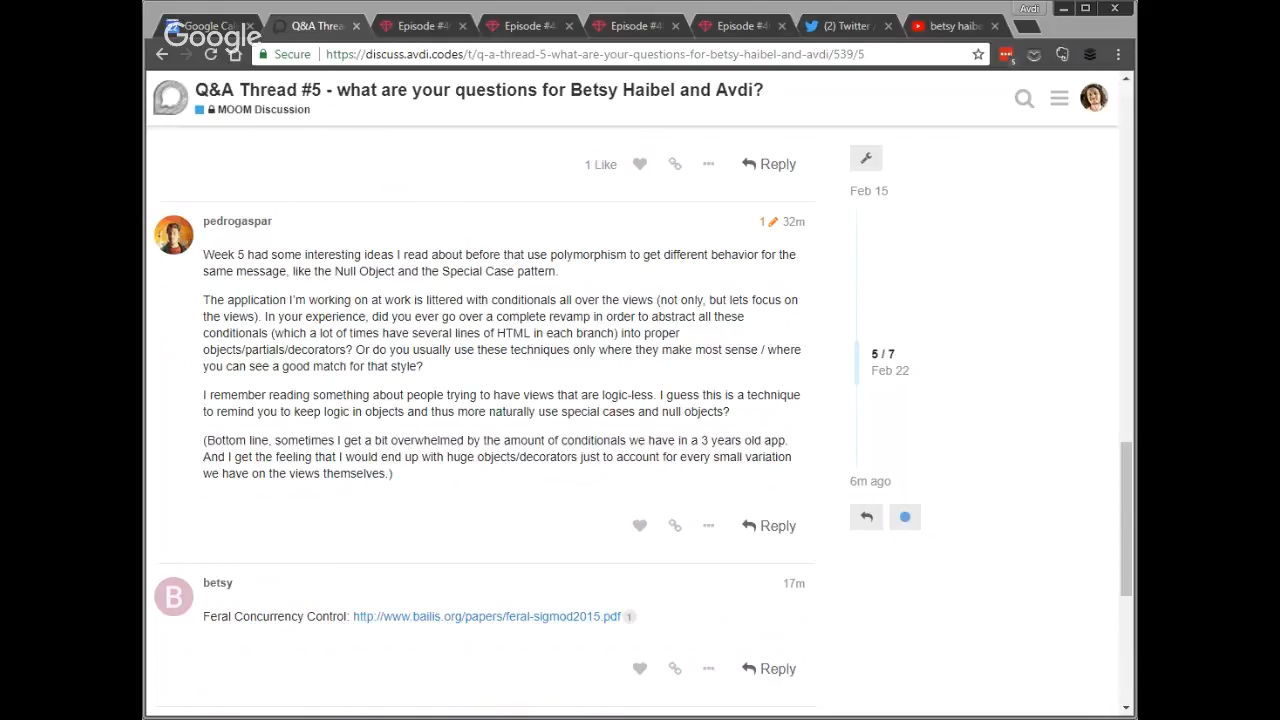 Avdi
Google Cal
Q&A Threa
Episode #4
Episode #4
Episode #4
Episode #4
(2) Twitter
betsy haibe
Google
Secure
https://discuss.avdi.codes/t/q-a-thread-5-what-are-your-questions-for-betsy-haibel-and-avdi/539/5
5
Q&A Thread #5 - what are your questions for Betsy Haibel and Avdi?
MOOM Discussion
1 Like
Reply
Feb 15
pedrogaspar
1
32m
Week 5 had some interesting ideas I read about before that use polymorphism to get different behavior for the
same message, like the Null Object and the Special Case pattern.
The application I'm working on at work is littered with conditionals all over the views (not only, but lets focus on
the views). In your experience, did you ever go over a complete revamp in order to abstract all these
conditionals (which a lot of times have several lines of HTML in each branch) into proper
objects/partials/decorators? Or do you usually use these techniques only where they make most sense / where
you can see a good match for that style?
I remember reading something about people trying to have views that are logic-less. I guess this is a technique
to remind you to keep logic in objects and thus more naturally use special cases and null objects?
(Bottom line, sometimes I get a bit overwhelmed by the amount of conditionals we have in a 3 years old app.
And I get the feeling that I would end up with huge objects/decorators just to account for every small variation
we have on the views themselves.)
5 / 7
Feb 22
6m ago
Reply
B
betsy
17m
Feral Concurrency Control: http://www.bailis.org/papers/feral-sigmod2015.pdf 1
Reply